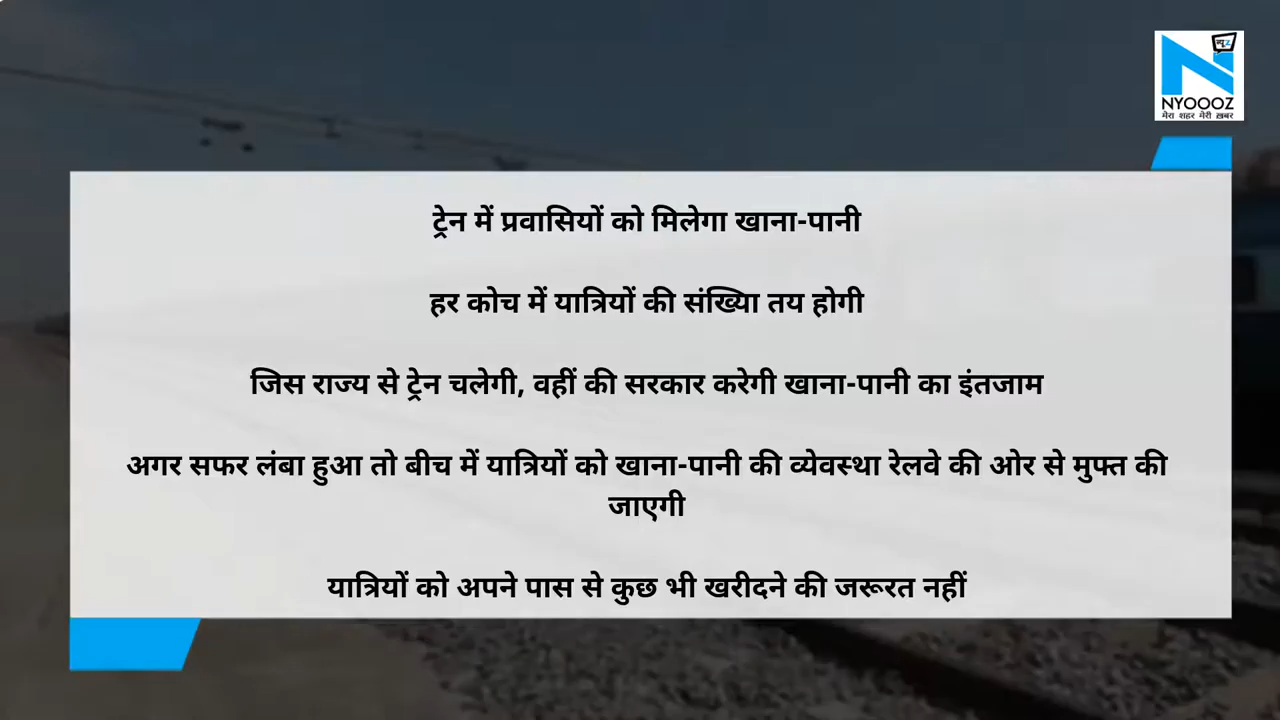 न्यूz
NYOOOZ
मेरा शहर मेरी ख़बर
ट्रेन में प्रवासियों को मिलेगा खाना-पानी
हर कोच में यात्रियों की संख्यिा तय होगी
जिस राज्य से ट्रेन चलेगी, वहीं की सरकार करेगी खाना-पानी का इंतजाम
अगर सफर लंबा हुआ तो बीच में यात्रियों को खाना-पानी की व्येवस्था रेलवे की ओर से मुफ्त की
जाएगी
यात्रियों को अपने पास से कुछ भी खरीदने की जरूरत नहीं